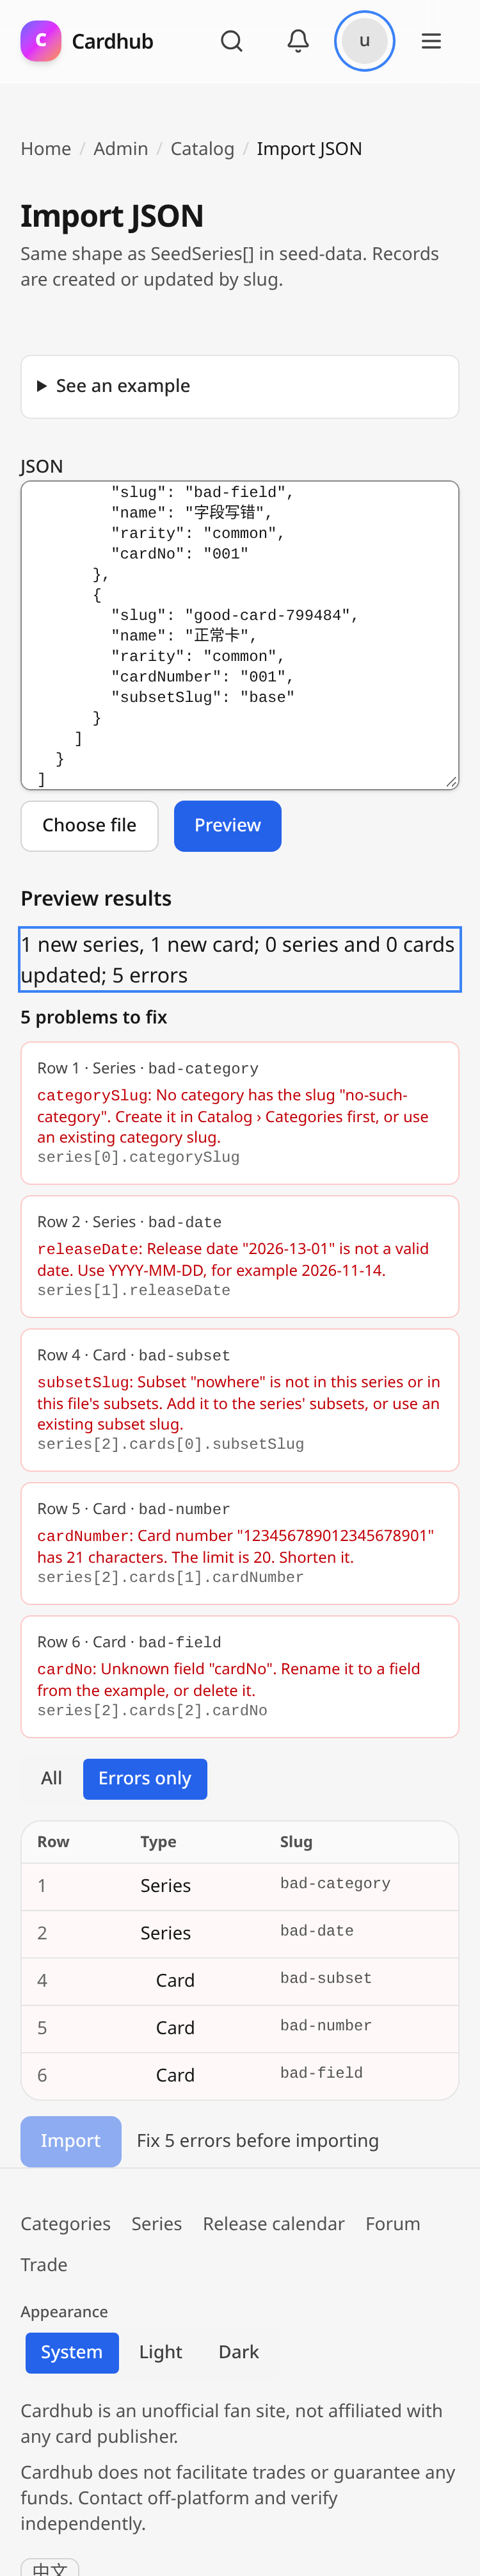 C Cardhub u
Home / Admin / Catalog / Import JSON
Import JSON
Same shape as SeedSeries[] in seed-data. Records
are created or updated by slug.
▶ See an example
JSON
"slug": "bad-field",
"name": "字段写错",
"rarity": "common",
"cardNo": "001"
},
{
"slug": "good-card-799484",
"name": "正常卡",
"rarity": "common",
"cardNumber": "001",
"subsetSlug": "base"
}
]
}
]
Choose file Preview
Preview results
1 new series, 1 new card; 0 series and 0 cards
updated; 5 errors
5 problems to fix
Row 1 · Series · bad-category
categorySlug: No category has the slug "no-such-
category". Create it in Catalog › Categories first, or use
an existing category slug.
series[0].categorySlug
Row 2 · Series · bad-date
releaseDate: Release date "2026-13-01" is not a valid
date. Use YYYY-MM-DD, for example 2026-11-14.
series[1].releaseDate
Row 4 · Card · bad-subset
subsetSlug: Subset "nowhere" is not in this series or in
this file's subsets. Add it to the series' subsets, or use an
existing subset slug.
series[2].cards[0].subsetSlug
Row 5 · Card · bad-number
cardNumber: Card number "123456789012345678901"
has 21 characters. The limit is 20. Shorten it.
series[2].cards[1].cardNumber
Row 6 · Card · bad-field
cardNo: Unknown field "cardNo". Rename it to a field
from the example, or delete it.
series[2].cards[2].cardNo
All Errors only
Row Type Slug
1 Series bad-category
2 Series bad-date
4 Card bad-subset
5 Card bad-number
6 Card bad-field
Import Fix 5 errors before importing
Categories Series Release calendar Forum
Trade
Appearance
System Light Dark
Cardhub is an unofficial fan site, not affiliated with
any card publisher.
Cardhub does not facilitate trades or guarantee any
funds. Contact off-platform and verify
independently.
中文